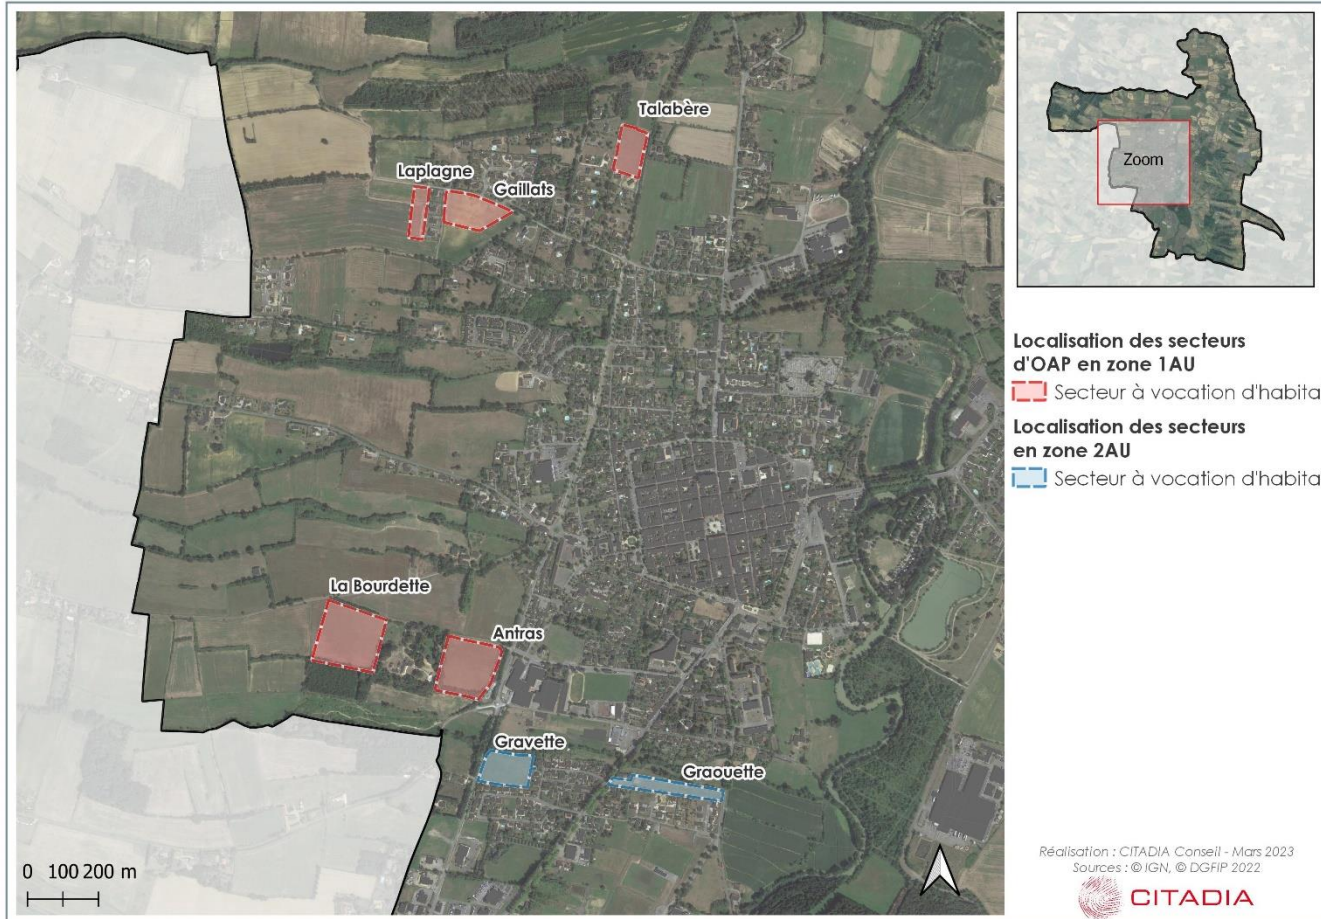 Talabère
Laplagne
Gaillats
La Bourdette
Antras
Gravette
Graouette
0 100 200 m
Zoom
Localisation des secteurs
d'OAP en zone 1AU
Secteur à vocation d'habita
Localisation des secteurs
en zone 2AU
Secteur à vocation d'habita
Réalisation : CITADIA Conseil - Mars 2023
Sources : © IGN, © DGFIP 2022
CITADIA